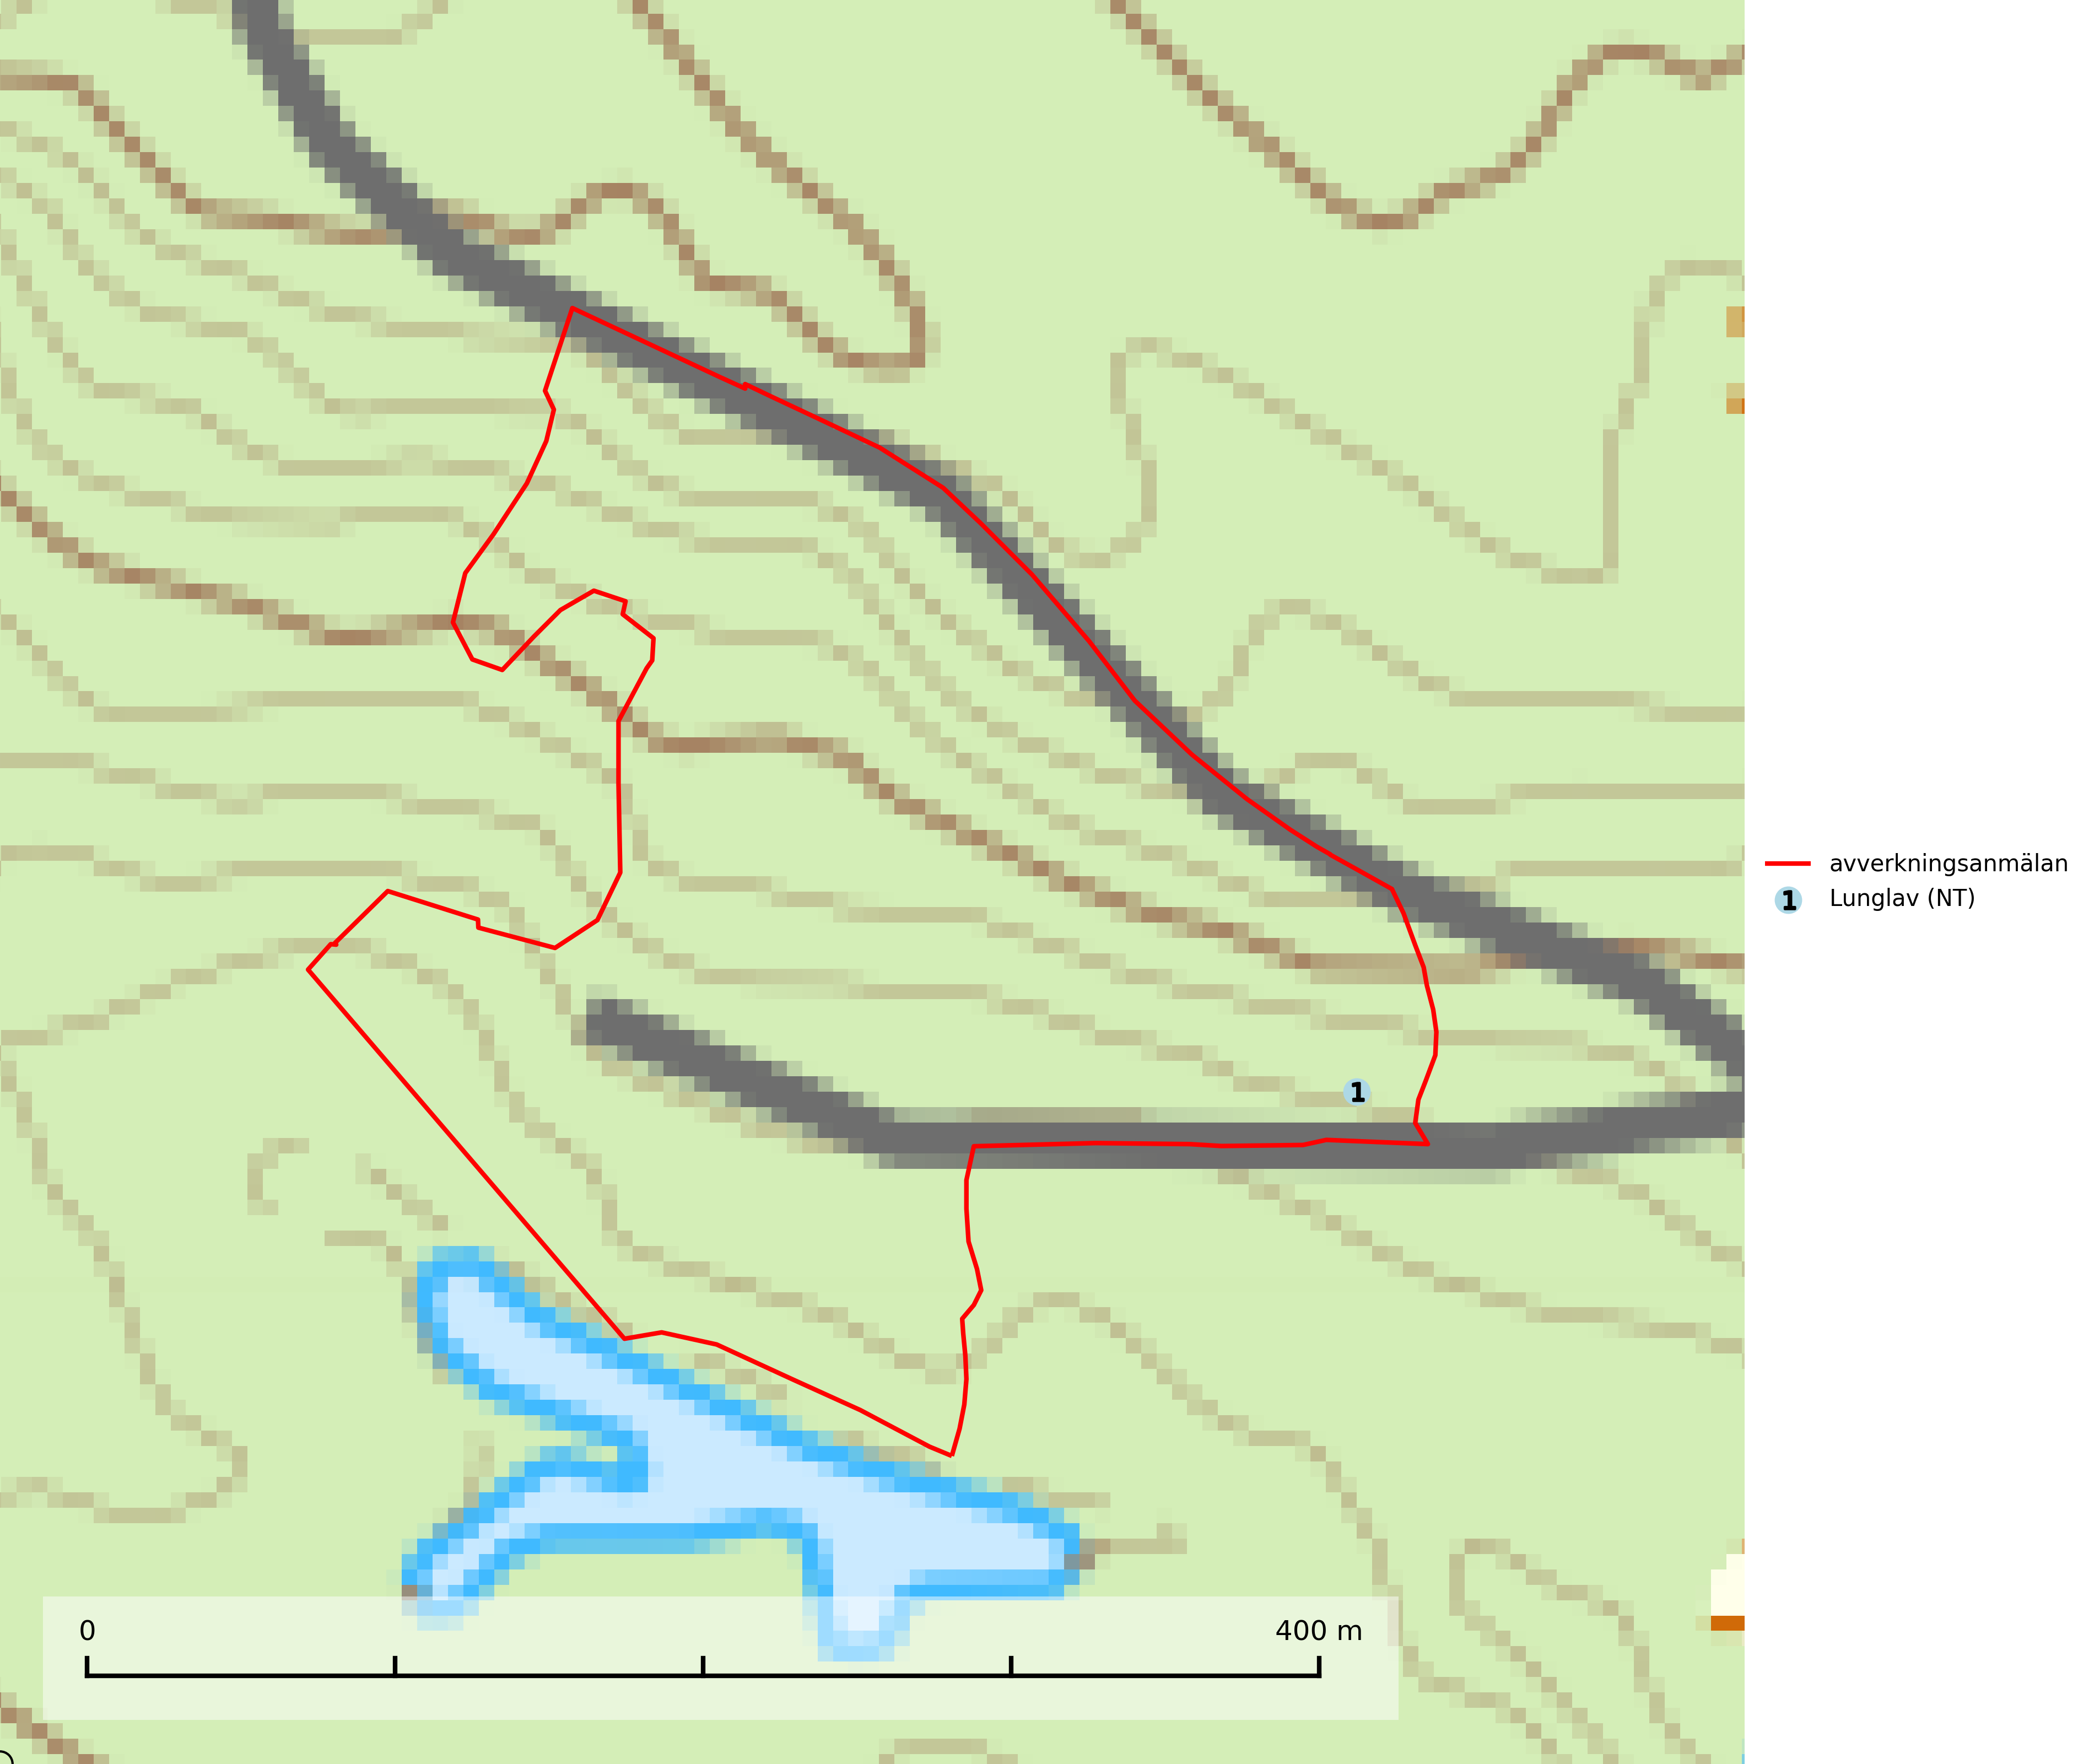 1
avverkningsanmälan
1 Lunglav (NT)
0 400 m